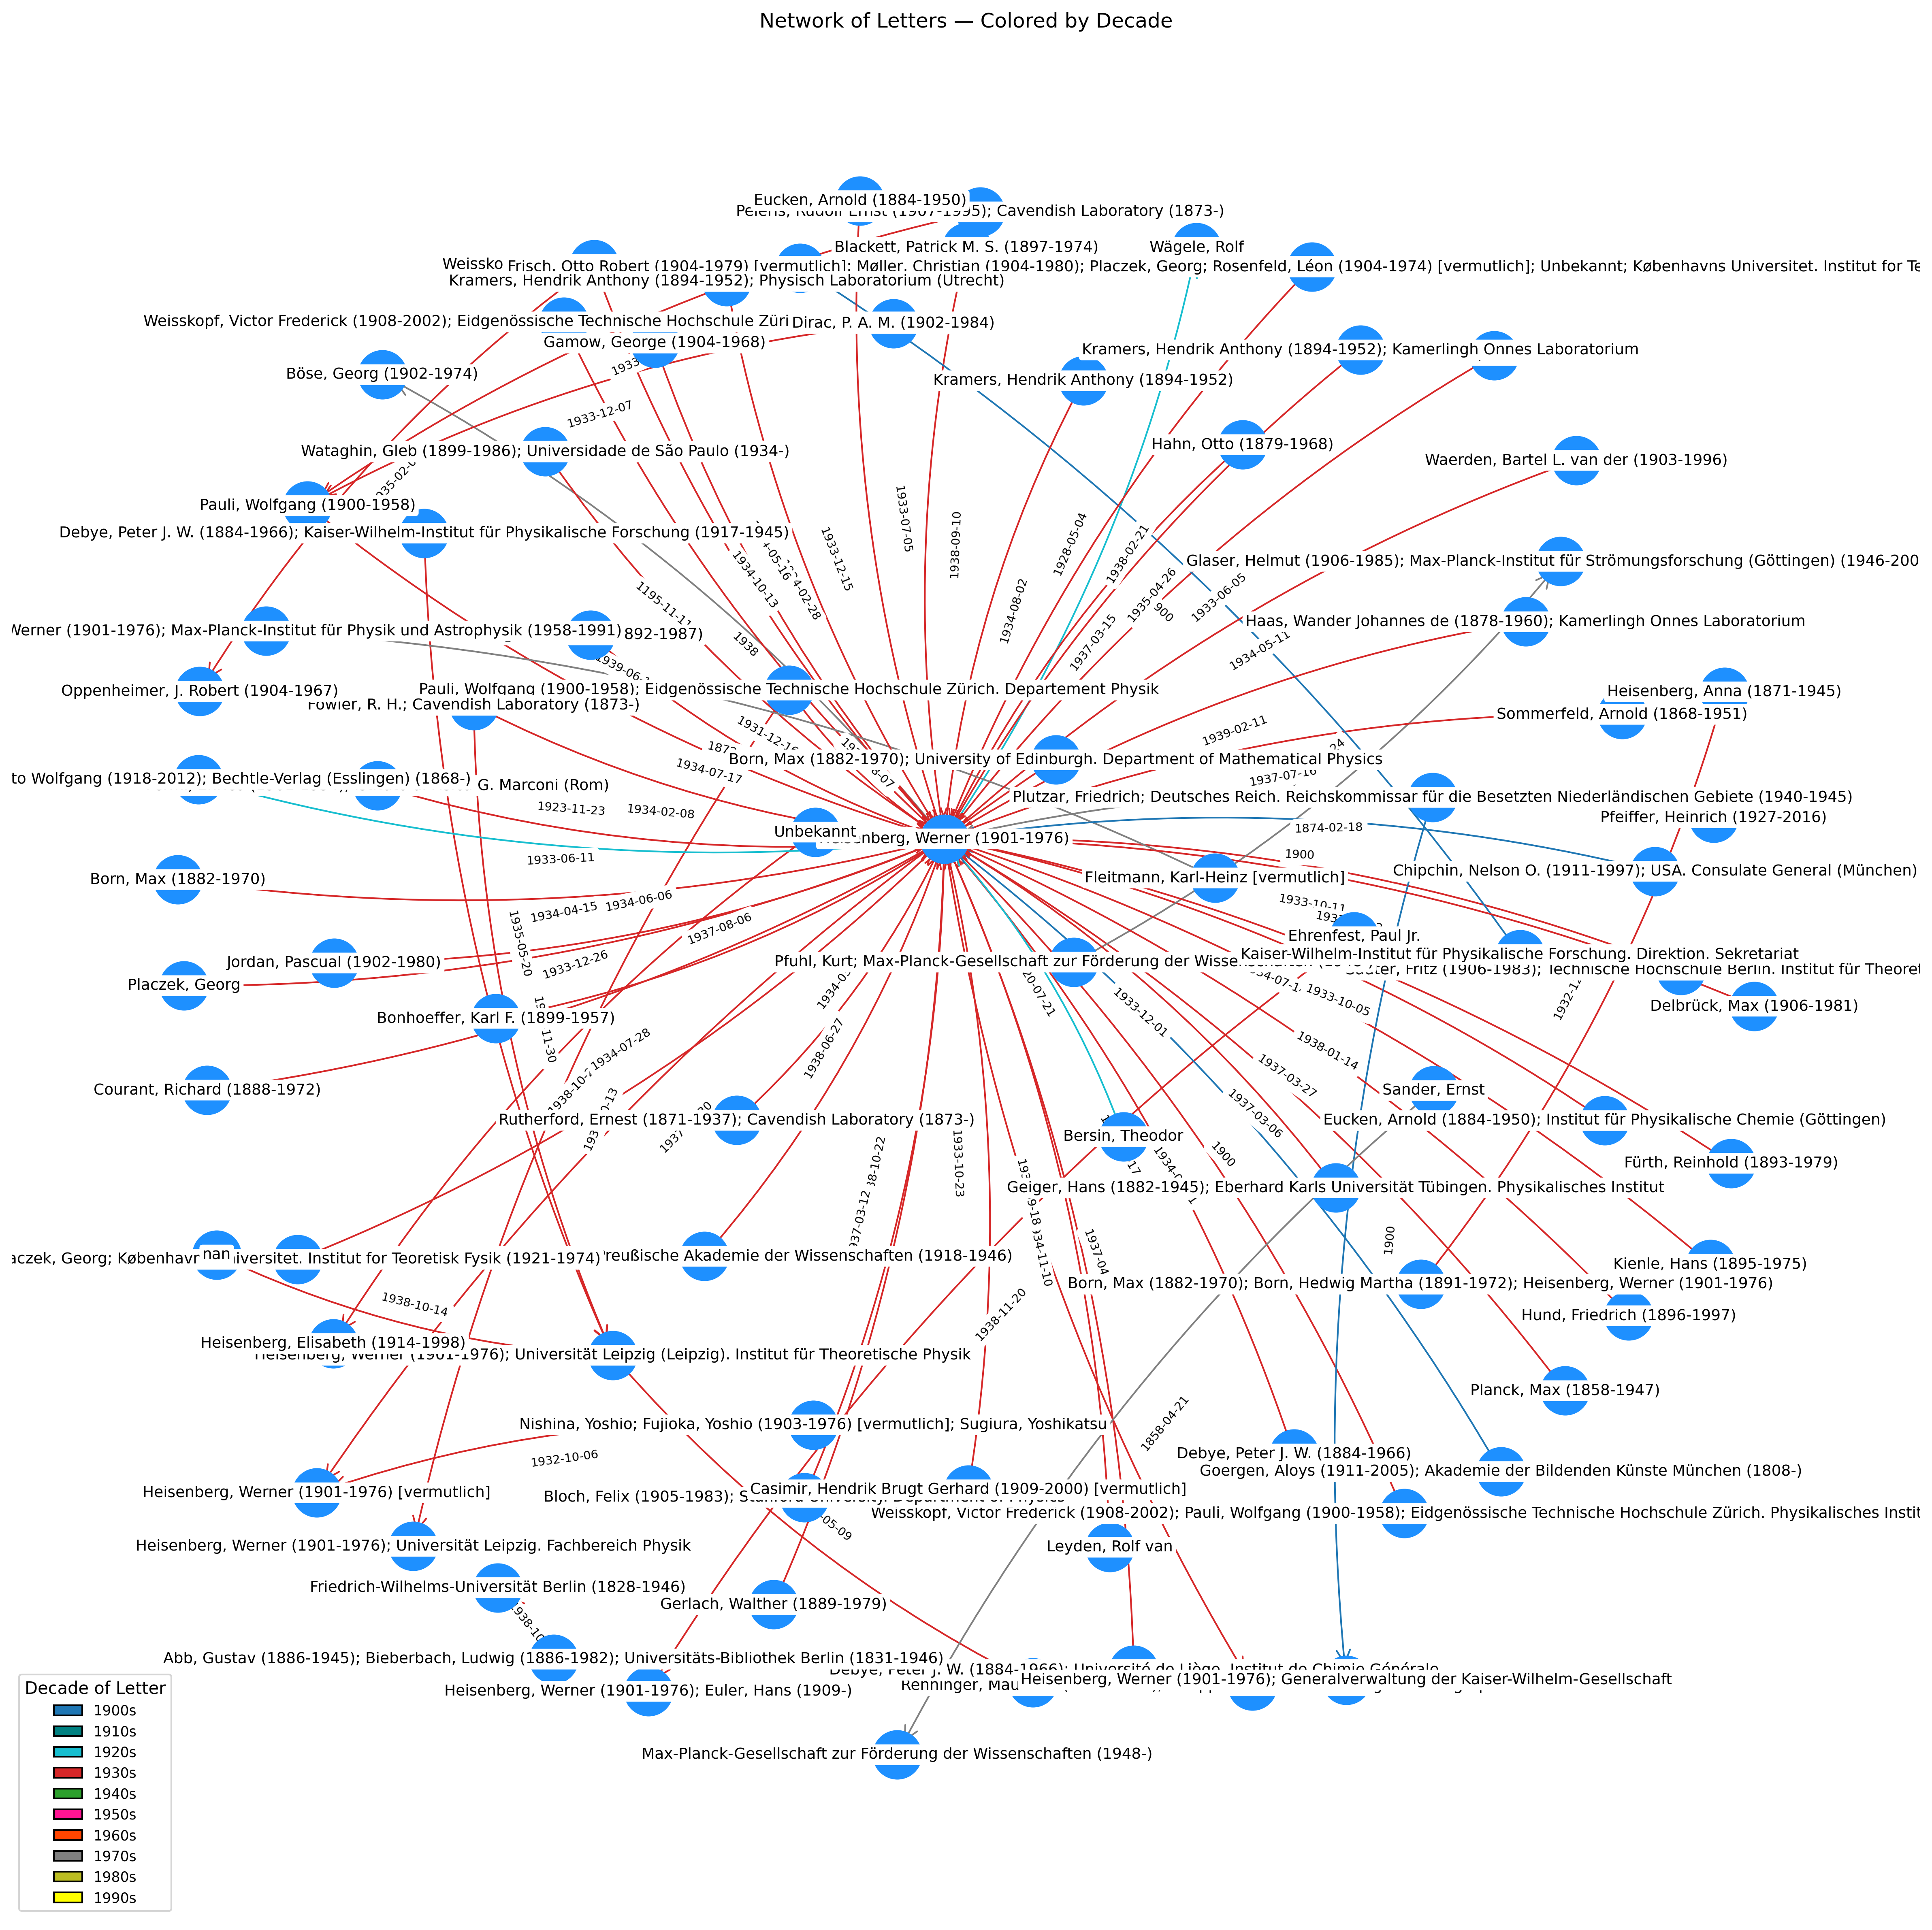 Network of Letters — Colored by Decade
Eucken, Arnold (1884-1950)
Cavendish Laboratory (1873-)
Blackett, Patrick M. S. (1897-1974)
Wägele, Rolf
Weissko
Frisch, Otto Robert (1904-1979) [vermutlich]; Møller, Christian (1904-1980); Placzek, Georg; Rosenfeld, Léon (1904-1974) [vermutlich]; Unbekannt; Københavns Universitet. Institut for Te
Kramers, Hendrik Anthony (1894-1952); Physisch Laboratorium (Utrecht)
Weisskopf, Victor Frederick (1908-2002); Eidgenössische Technische Hochschule Züri
Dirac, P. A. M. (1902-1984)
Gamow, George (1904-1968)
Kramers, Hendrik Anthony (1894-1952); Kamerlingh Onnes Laboratorium
1933
Böse, Georg (1902-1974)
Kramers, Hendrik Anthony (1894-1952)
1933-12-07
Hahn, Otto (1879-1968)
Wataghin, Gleb (1899-1986); Universidade de São Paulo (1934-)
Waerden, Bartel L. van der (1903-1996)
Pauli, Wolfgang (1900-1958)
1933-07-05
Debye, Peter J. W. (1884-1966); Kaiser-Wilhelm-Institut für Physikalische Forschung (1917-1945)
1938-09-10
1928-05-04
1938-02-21
1933-12-15
Glaser, Helmut (1906-1985); Max-Planck-Institut für Strömungsforschung (Göttingen) (1946-200
1934-10-13
1935-04-26
1933-06-05
900
1934-08-02
1195-11-1
Haas, Wander Johannes de (1878-1960); Kamerlingh Onnes Laboratorium
Werner (1901-1976); Max-Planck-Institut für Physik und Astrophysik (1958-1991)
892-1987)
1938
1937-03-15
1934-05-11
Oppenheimer, J. Robert (1904-1967)
Pauli, Wolfgang (1900-1958); Eidgenössische Technische Hochschule Zürich. Departement Physik
Heisenberg, Anna (1871-1945)
Fowler, R. H.; Cavendish Laboratory (1873-)
Sommerfeld, Arnold (1868-1951)
1939-02-11
1931-12-16
Born, Max (1882-1970); University of Edinburgh. Department of Mathematical Physics
1934-07-17
1937-07-16
24
to Wolfgang (1918-2012); Bechtle-Verlag (Esslingen) (1868-)
G. Marconi (Rom)
Plutzar, Friedrich; Deutsches Reich. Reichskommissar für die Besetzten Niederländischen Gebiete (1940-1945)
1923-11-23
1934-02-08
Pfeiffer, Heinrich (1927-2016)
1874-02-18
Unbekannt
enberg, Werner (1901-1976)
1933-06-11
1900
Chipchin, Nelson O. (1911-1997); USA. Consulate General (München)
Born, Max (1882-1970)
Fleitmann, Karl-Heinz [vermutlich]
1934-04-15
1934-06-06
1933-10-11
1937-08-06
Ehrenfest, Paul Jr.
Kaiser-Wilhelm-Institut für Physikalische Forschung. Direktion. Sekretariat
Jordan, Pascual (1902-1980)
1935-05-20
1933-12-26
Pfuhl, Kurt; Max-Planck-Gesellschaft zur Förderung der Wisse
Fritz (1906-1983); Technische Hochschule Berlin. Institut für Theoret
Placzek, Georg
1933-10-05
Delbrück, Max (1906-1981)
1933-12-01
Bonhoeffer, Karl F. (1899-1957)
11-30
1934-07-28
1938-06-27
1938-01-14
1937-03-27
Courant, Richard (1888-1972)
Sander, Ernst
1937-03-06
Rutherford, Ernest (1871-1937); Cavendish Laboratory (1873-)
Eucken, Arnold (1884-1950); Institut für Physikalische Chemie (Göttingen)
Bersin, Theodor
1933-10-23
1900
17
Fürth, Reinhold (1893-1979)
Geiger, Hans (1882-1945); Eberhard Karls Universität Tübingen. Physikalisches Institut
1900
nan
aczek, Georg; Københavr
niversitet. Institut for Teoretisk Fysik (1921-1974)
reußische Akademie der Wissenschaften (1918-1946)
1937-04
Kienle, Hans (1895-1975)
Born, Max (1882-1970); Born, Hedwig Martha (1891-1972); Heisenberg, Werner (1901-1976)
1938-10-14
1938-11-20
Hund, Friedrich (1896-1997)
Heisenberg, Elisabeth (1914-1998)
Heisenberg, Werner (1901-1976); Universität Leipzig (Leipzig). Institut für Theoretische Physik
Planck, Max (1858-1947)
1858-04-21
Nishina, Yoshio; Fujioka, Yoshio (1903-1976) [vermutlich]; Sugiura, Yoshikatsu
1932-10-06
Debye, Peter J. W. (1884-1966)
Goergen, Aloys (1911-2005); Akademie der Bildenden Künste München (1808-)
Heisenberg, Werner (1901-1976) [vermutlich]
Casimir, Hendrik Brugt Gerhard (1909-2000) [vermutlich]
Bloch, Felix (1905-1983); Stanford University. Department of Physics
Weisskopf, Victor Frederick (1908-2002); Pauli, Wolfgang (1900-1958); Eidgenössische Technische Hochschule Zürich. Physikalisches Instit
05-09
Heisenberg, Werner (1901-1976); Universität Leipzig. Fachbereich Physik
Leyden, Rolf van
Friedrich-Wilhelms-Universität Berlin (1828-1946)
Gerlach, Walther (1889-1979)
Abb, Gustav (1886-1945); Bieberbach, Ludwig (1886-1982); Universitäts-Bibliothek Berlin (1831-1946)
Debye, Peter J. W. (1884-1966); Université de Liège. Institut de Chimie Générale
Heisenberg, Werner (1901-1976); Generalverwaltung der Kaiser-Wilhelm-Gesellschaft
Renninger, Mau
Heisenberg, Werner (1901-1976); Euler, Hans (1909-)
Max-Planck-Gesellschaft zur Förderung der Wissenschaften (1948-)
Decade of Letter
1900s
1910s
1920s
1930s
1940s
1950s
1960s
1970s
1980s
1990s